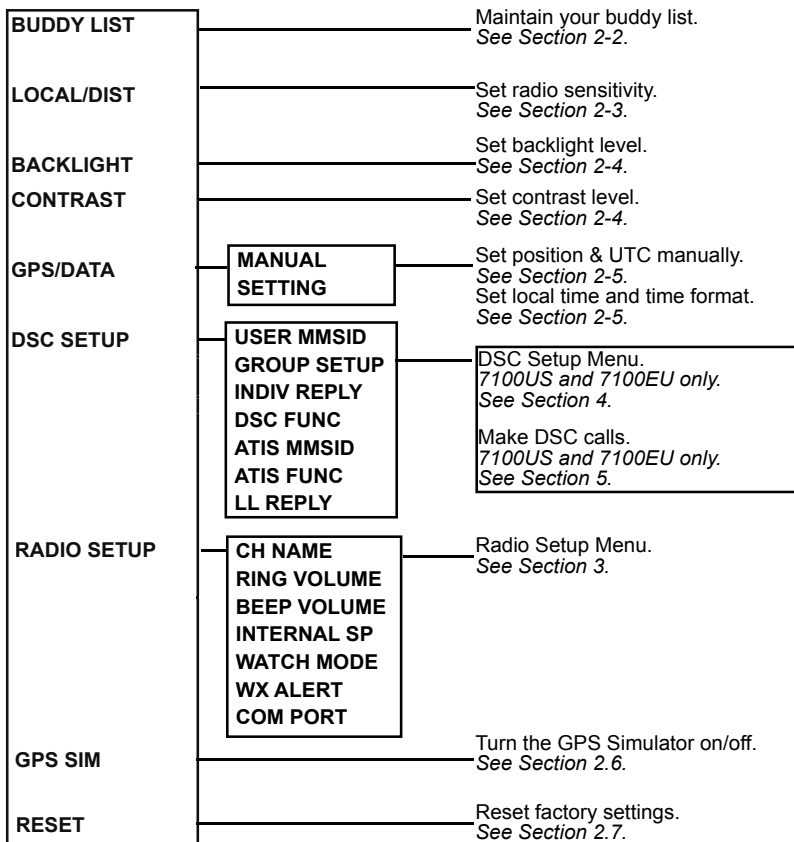 BUDDY LIST
Maintain your buddy list.
See Section 2-2.
LOCAL/DIST
Set radio sensitivity.
See Section 2-3.
BACKLIGHT
Set backlight level.
See Section 2-4.
CONTRAST
Set contrast level.
See Section 2-4.
GPS/DATA
MANUAL
SETTING
Set position & UTC manually.
See Section 2-5.
Set local time and time format.
See Section 2-5.
DSC SETUP
USER MMSID
GROUP SETUP
INDIV REPLY
DSC FUNC
ATIS MMSID
ATIS FUNC
LL REPLY
DSC Setup Menu.
7100US and 7100EU only.
See Section 4.
Make DSC calls.
7100US and 7100EU only.
See Section 5.
RADIO SETUP
CH NAME
RING VOLUME
BEEP VOLUME
INTERNAL SP
WATCH MODE
WX ALERT
COM PORT
Radio Setup Menu.
See Section 3.
GPS SIM
Turn the GPS Simulator on/off.
See Section 2.6.
RESET
Reset factory settings.
See Section 2.7.